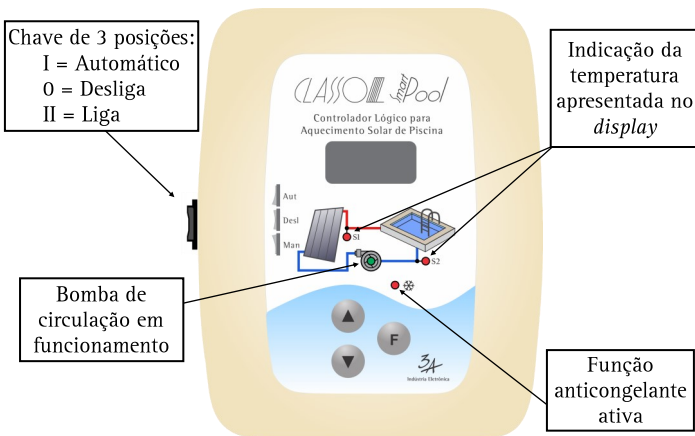 Chave de 3 posições:
I = Automático
0 = Desliga
II = Liga
Indicação da
temperatura
apresentada no
display
CLASSO III Smart Pool
Controlador Lógico para
Aquecimento Solar de Piscina
Aut
Desl
Man
S1
S2
Bomba de
circulação em
funcionamento
F
3A
Indústria Eletrônica
Função
anticongelante
ativa